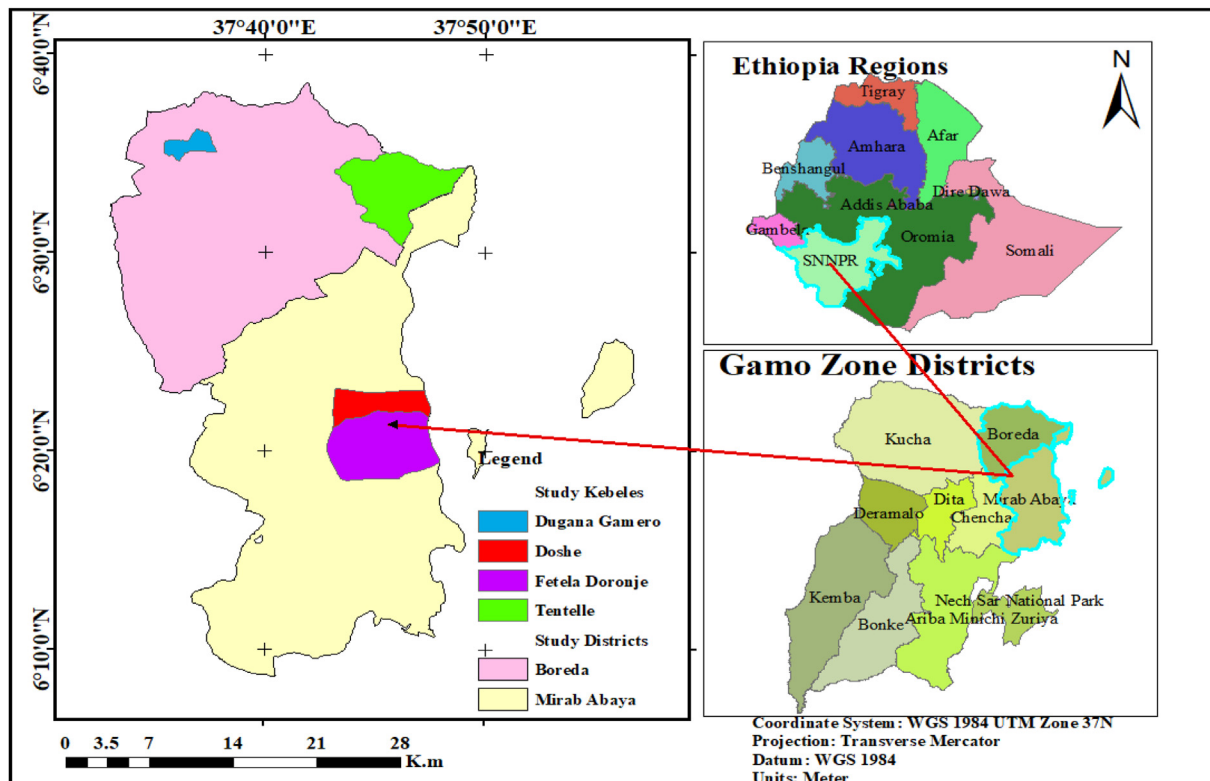 37°40'0"E
37°50'0"E
6°40'0"N
6°30'0"N
6°20'0"N
6°10'0"N
Legend
Study Kebeles
Dugana Gamero
Doshe
Fetela Doronje
Tentelle
Study Districts
Boreda
Mirab Abaya
0 3.5 7 14 21 28
K.m
Ethiopia Regions
N
Tigray
Afar
Amhara
Benshangul
Dire Dawa
Addis Ababa
Gambela
Oromia
SNNPR
Somali
Gamo Zone Districts
Kucha
Boreda
Dita
Mirab Abaya
Deramalo
Chencha
Kemba
Nech Sar National Park
Bonke
Ariba Minichi Zuriya
Coordinate System: WGS 1984 UTM Zone 37N
Projection: Transverse Mercator
Datum: WGS 1984
Units: Meter